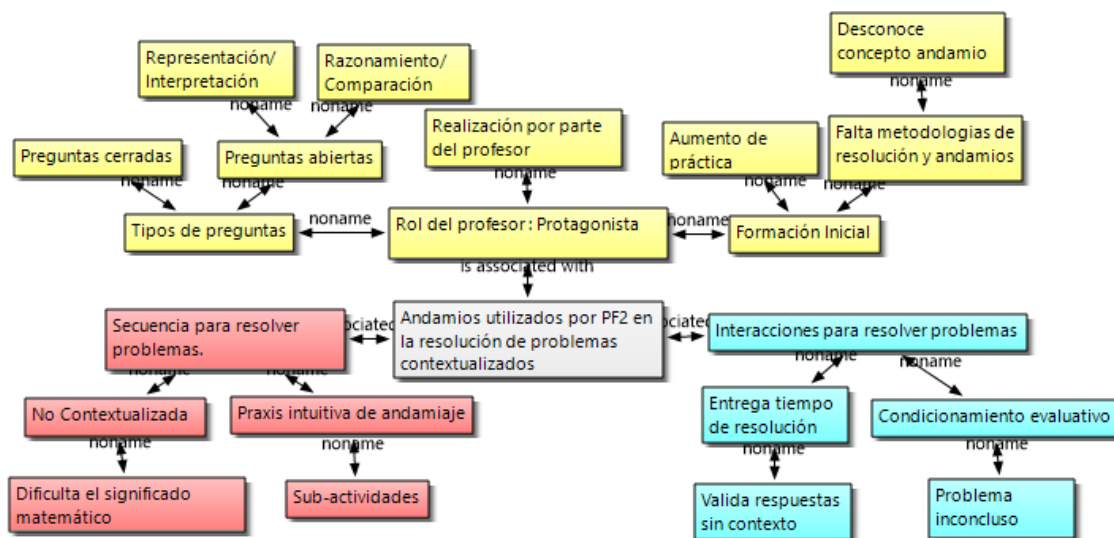 Desconoce
concepto andamio
Representación/
Interpretación
Razonamiento/
Comparación
noname
noname
noname
Realización por parte
del profesor
Aumento de
práctica
Falta metodologias de
resolución y andamios
Preguntas cerradas
Preguntas abiertas
noname
noname
noname
noname
noname
Tipos de preguntas
noname
Rol del profesor: Protagonista
noname
Formación Inicial
is associated with
Secuencia para resolver
problemas.
ociated
Andamios utilizados por PF2 en
la resolución de problemas
contextualizados
ociated
Interacciones para resolver problemas
noname
noname
noname
noname
No Contextualizada
Praxis intuitiva de andamiaje
Entrega tiempo
de resolución
Condicionamiento evaluativo
noname
noname
noname
noname
Dificulta el significado
matemático
Sub-actividades
Valida respuestas
sin contexto
Problema
inconcluso